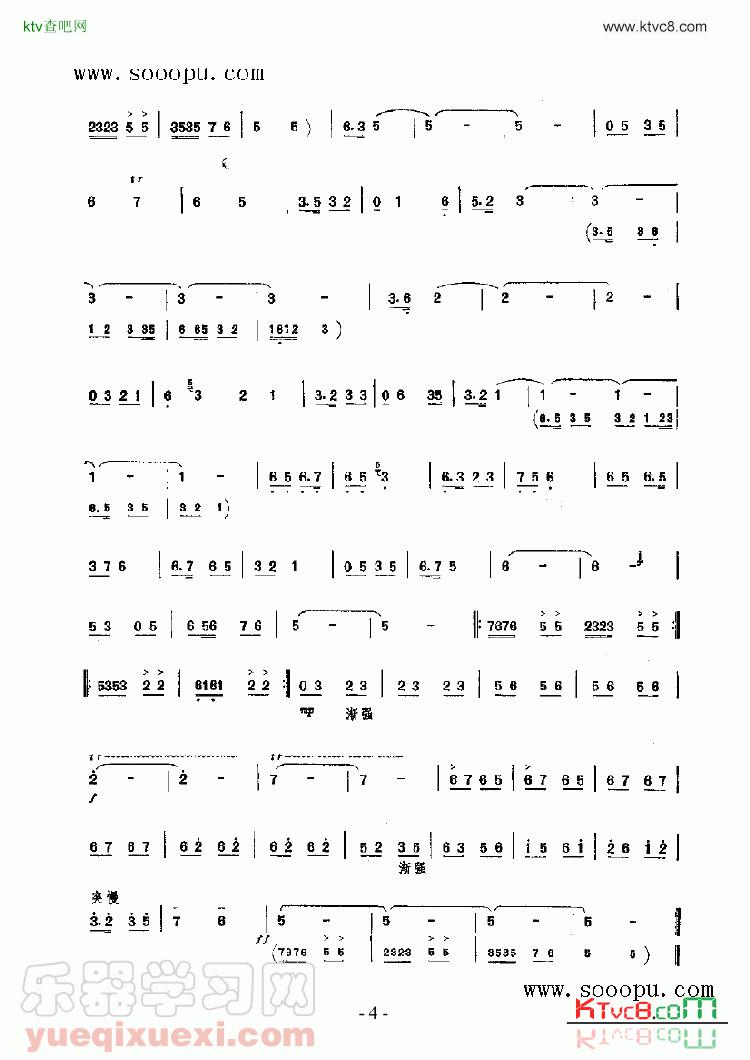 ktv查吧网 www.ktvc8.com
www.sooopu.com
2323 5 5 | 3535 7 6 | 5 6 ) | 6.3 5 | 5 - 5 - | 0 5 3 5 |
tr
6 7 | 6 5 3.5 3 2 | 0 1 6 | 5.2 3 3 - |
(3.5 3 6 |
3 - | 3 - 3 - | 3.6 2 | 2 - 2 - |
1 2 3 35 | 6 65 3 2 | 1612 3 )
0 3 2 1 | 6 5 3 2 1 | 3.2 3 3 | 0 6 35 | 3.2 1 | 1 - 1 - |
(6.5 3 5 3 2 1 23 |
1 - 1 - | 6 5 6.7 | 6 5 5 3 | 6.3 2 3 | 7 5 6 | 6 5 6.5 |
6.5 3 5 | 3 2 1 )
3 7 6 | 6.7 6 5 | 3 2 1 | 0 5 3 5 | 6.7 5 | 6 - 6 -
5 3 0 5 | 6 56 7 6 | 5 - 5 - ‖: 7676 5 5 2323 5 5 :‖
‖: 5353 2 2 | 6161 2 2 :‖ 0 3 2 3 | 2 3 2 3 | 5 6 5 6 | 5 6 5 6 |
mp 渐强
tr tr
2 - 2 - | 7 - 7 - | 6 7 6 5 | 6 7 6 5 | 6 7 6 7 |
f
6 7 6 7 | 6 2 6 2 | 6 2 6 2 | 5 2 3 5 | 6 3 5 6 | i 5 6 i | 2 6 i 2 |
渐强
突慢
3.2 3 5 | 7 6 | 5 - 5 - 5 - 5 - ‖
ff (7376 5 5 | 2323 5 5 | 3535 7 6 | 5 5 )
www.sooopu.com
乐器学习网
yueqixuexi.com
- 4 -
KTvc8.com